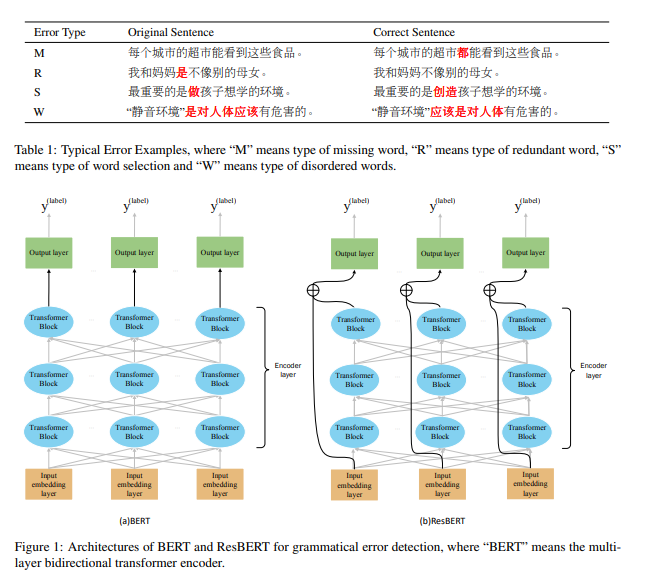 Error Type Original Sentence Correct Sentence
M 每个城市的超市能看到这些食品。 每个城市的超市都能看到这些食品。
R 我和妈妈是不像别的母女。 我和妈妈不像别的母女。
S 最重要的是做孩子想学的环境。 最重要的是创造孩子想学的环境。
W “静音环境”是对人体应该有危害的。 “静音环境”应该是对人体有危害的。
Table 1: Typical Error Examples, where “M” means type of missing word, “R” means type of redundant word, “S”
means type of word selection and “W” means type of disordered words.
y(label) y(label) y(label) y(label) y(label) y(label)
Output layer Output layer Output layer Output layer Output layer Output layer
Transformer Transformer Transformer Transformer Transformer Transformer
Block Block Block Block Block Block
Transformer Transformer Transformer Encoder Transformer Transformer Transformer Encoder
Block Block Block layer Block Block Block layer
Transformer Transformer Transformer Transformer Transformer Transformer
Block Block Block Block Block Block
Input Input Input Input Input Input
embedding embedding embedding embedding embedding embedding
layer layer layer layer layer layer
(a)BERT (b)ResBERT
Figure 1: Architectures of BERT and ResBERT for grammatical error detection, where “BERT” means the multi-
layer bidirectional transformer encoder.